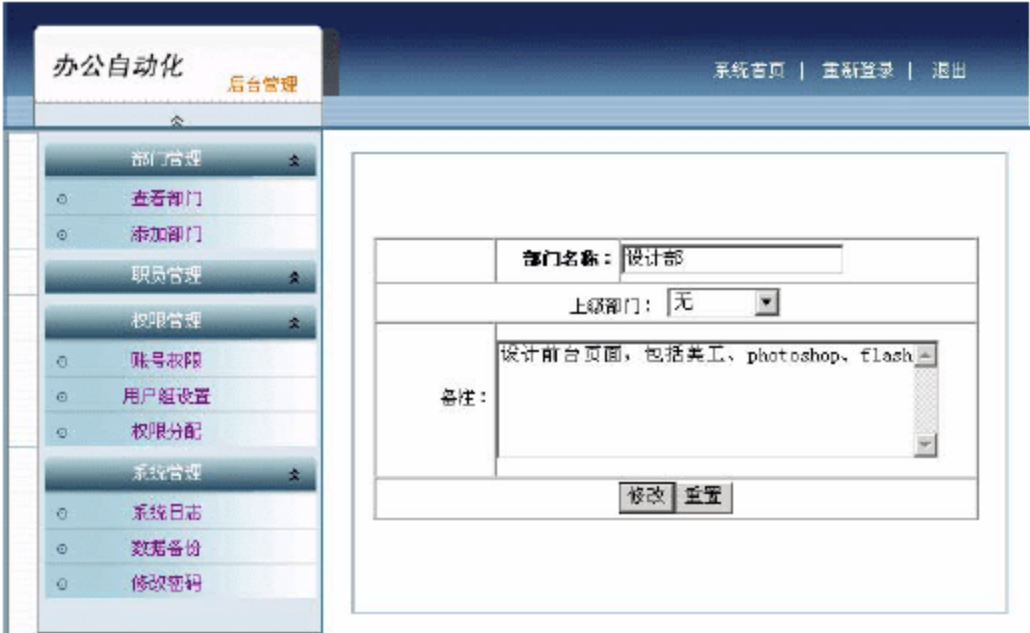 办公自动化
后台管理
系统首页 | 重新登录 | 退出
部门管理
查看部门
添加部门
职员管理
权限管理
账号权限
用户组设置
权限分配
系统管理
系统日志
数据备份
修改密码
部门名称：设计部
上级部门：无
备注：
设计前台页面，包括美工、photoshop、flash
修改 重置